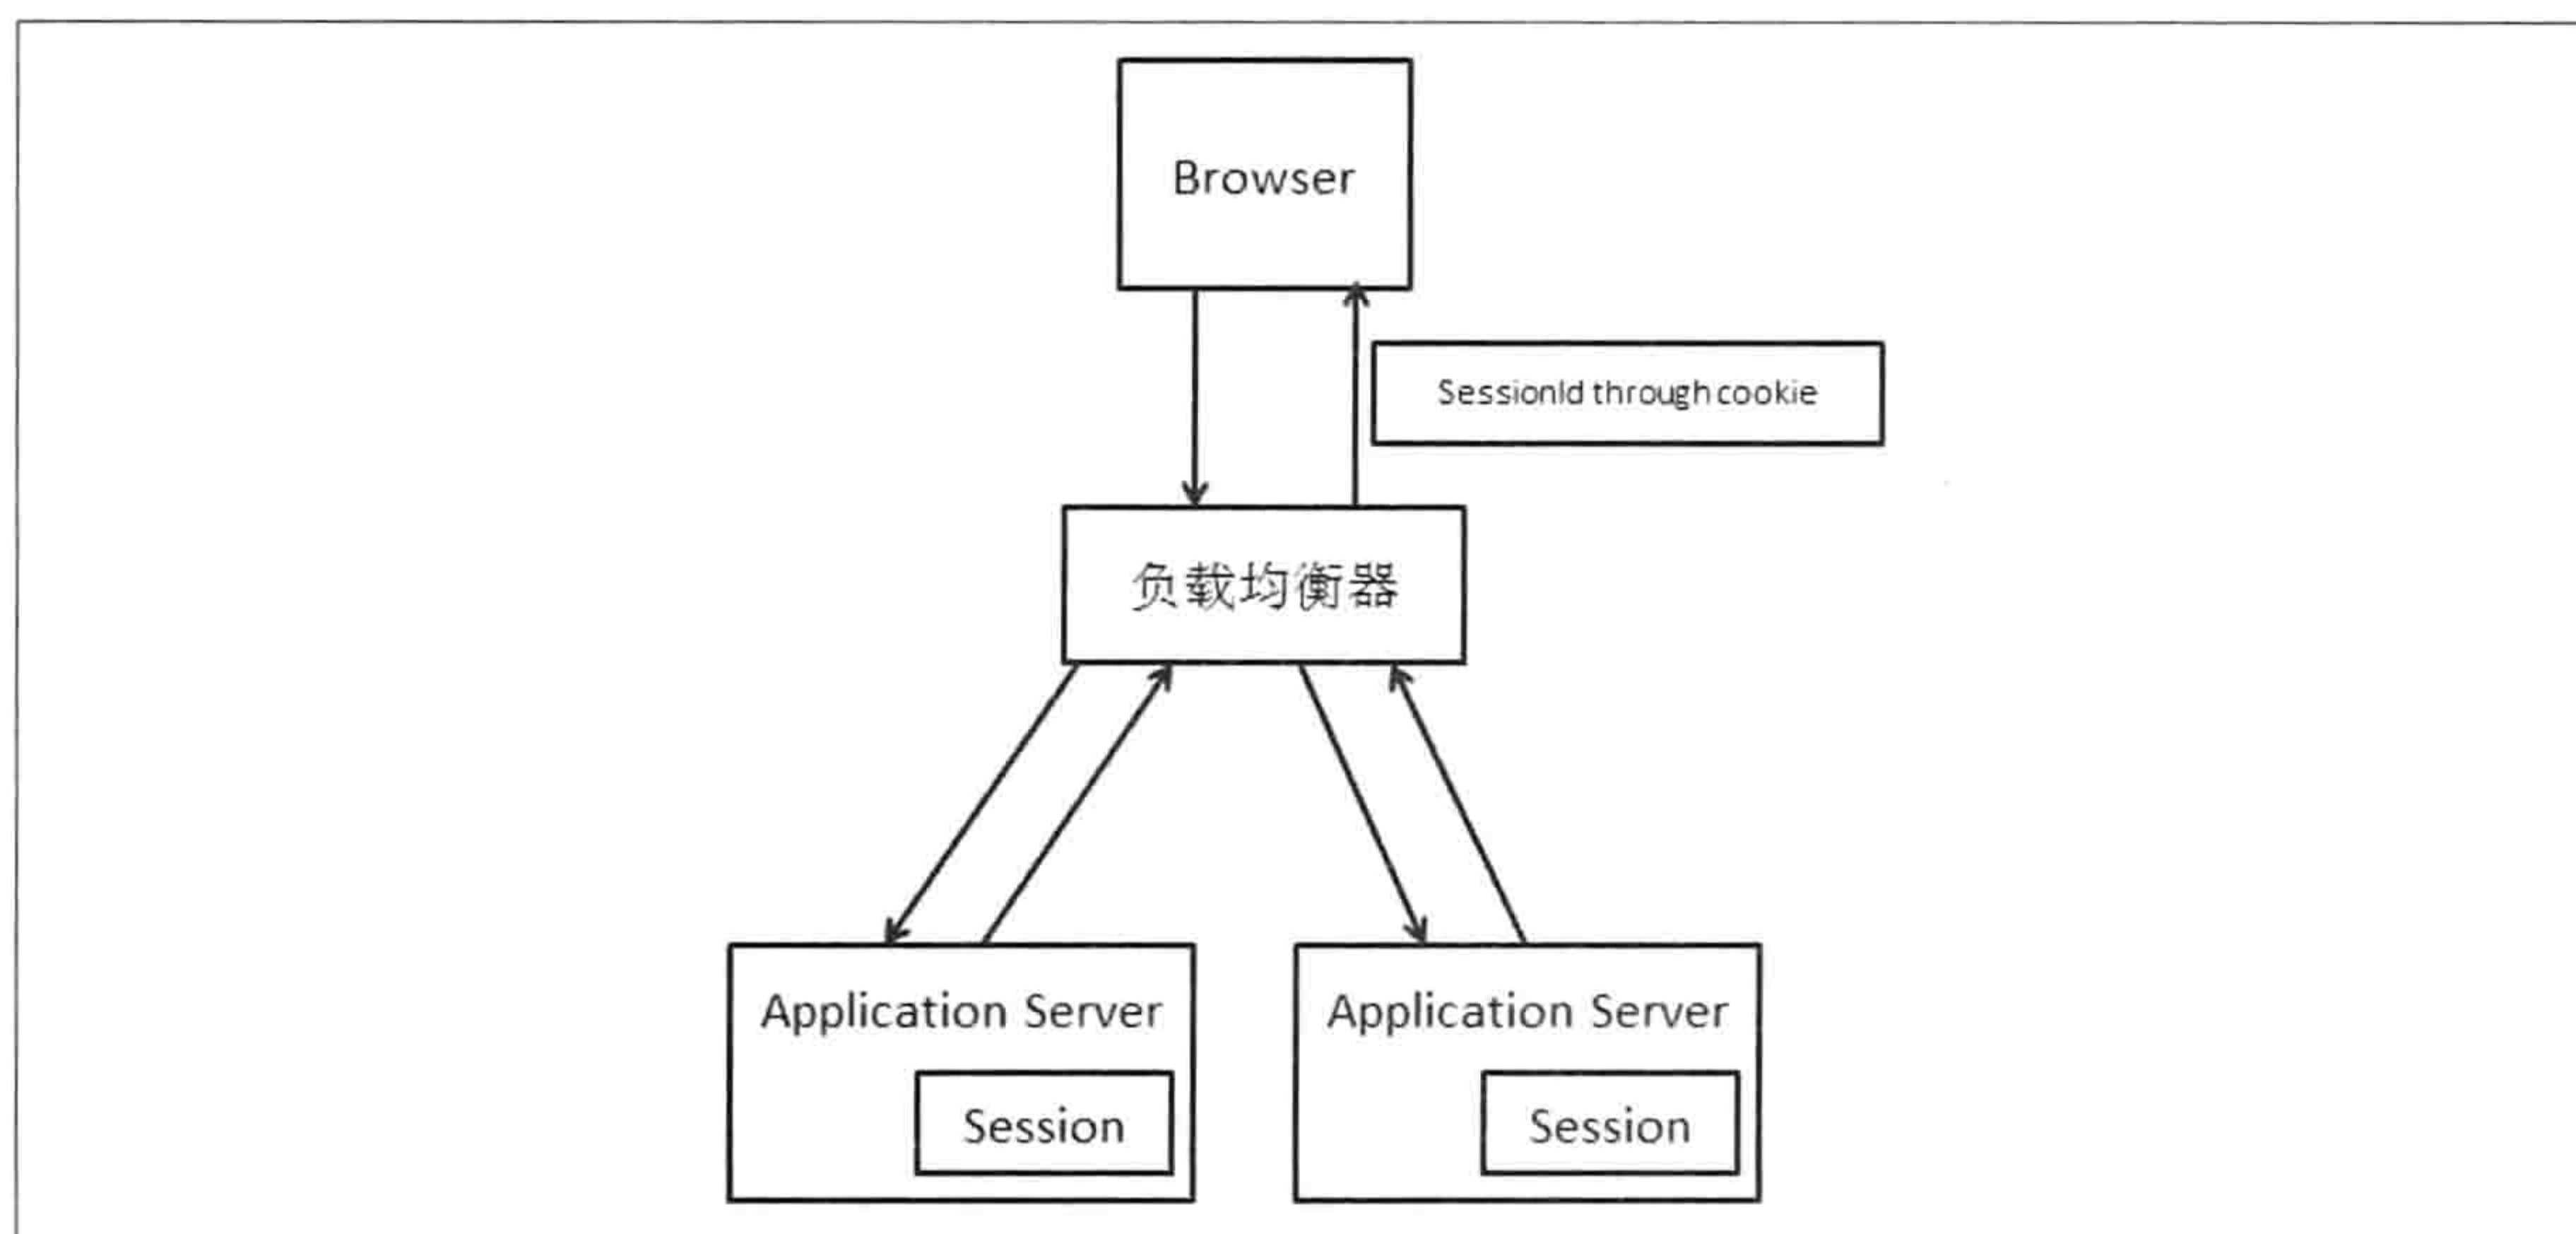 Browser
SessionId through cookie
负载均衡器
Application Server
Session
Application Server
Session